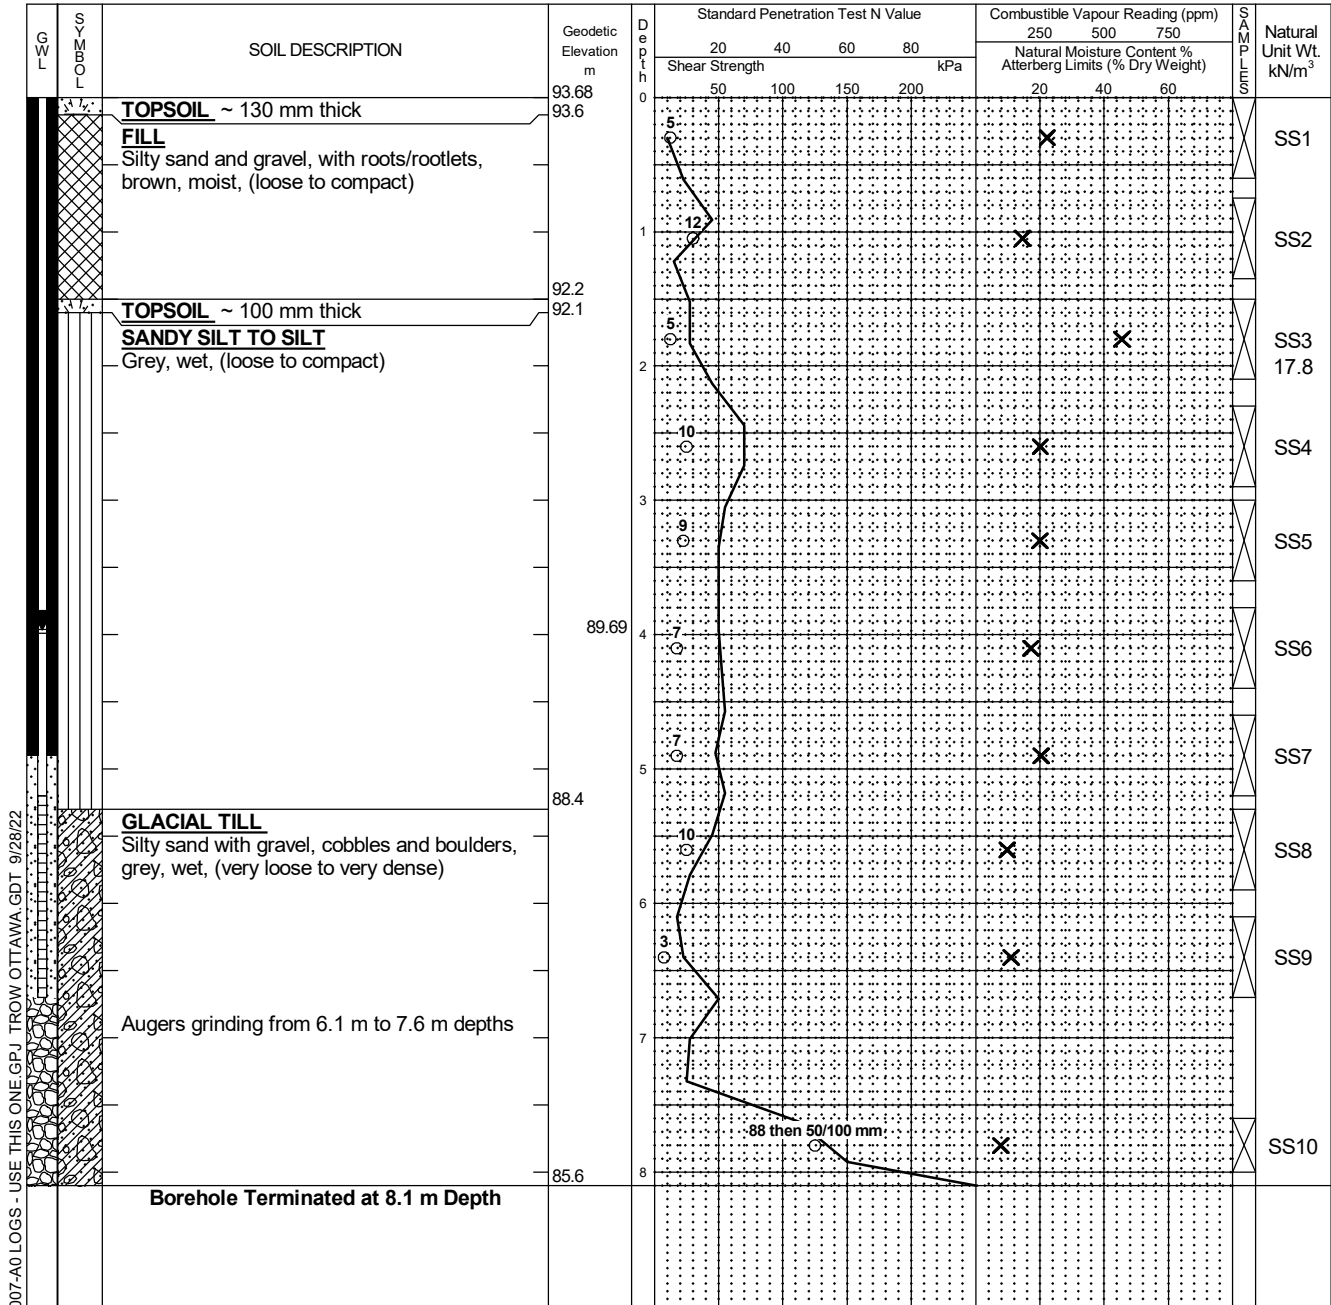 GWL
SYMBOL
SOIL DESCRIPTION
Geodetic
Elevation
m
Depth
Standard Penetration Test N Value
20 40 60 80
Shear Strength kPa
50 100 150 200
Combustible Vapour Reading (ppm)
250 500 750
Natural Moisture Content %
Atterberg Limits (% Dry Weight)
20 40 60
SAMPLES
Natural
Unit Wt.
kN/m³
93.68
0
TOPSOIL ~ 130 mm thick
93.6
FILL
Silty sand and gravel, with roots/rootlets,
brown, moist, (loose to compact)
5
SS1
12
1
SS2
92.2
TOPSOIL ~ 100 mm thick
92.1
SANDY SILT TO SILT
Grey, wet, (loose to compact)
5
SS3
17.8
2
10
SS4
3
9
SS5
89.69
4
7
SS6
7
SS7
5
88.4
GLACIAL TILL
Silty sand with gravel, cobbles and boulders,
grey, wet, (very loose to very dense)
10
SS8
6
3
SS9
Augers grinding from 6.1 m to 7.6 m depths
7
88 then 50/100 mm
SS10
85.6
8
Borehole Terminated at 8.1 m Depth
007-A0 LOGS - USE THIS ONE.GPJ TROW OTTAWA.GDT 9/28/22